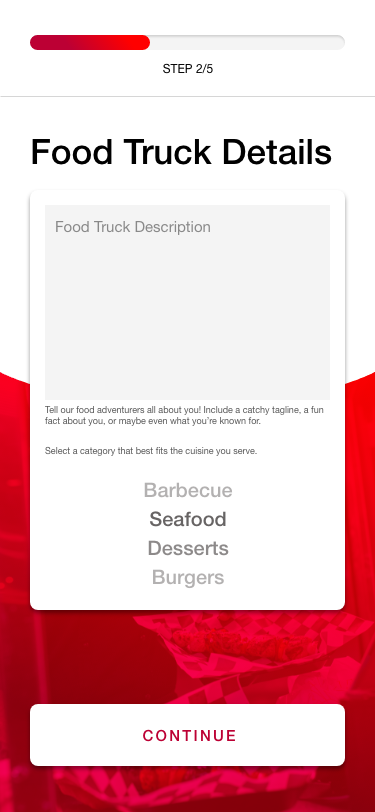 STEP 2/5
Food Truck Details
Food Truck Description
Tell our food adventurers all about you! Include a catchy tagline, a fun
fact about you, or maybe even what you're known for.
Select a category that best fits the cuisine you serve.
Barbecue
Seafood
Desserts
Burgers
CONTINUE